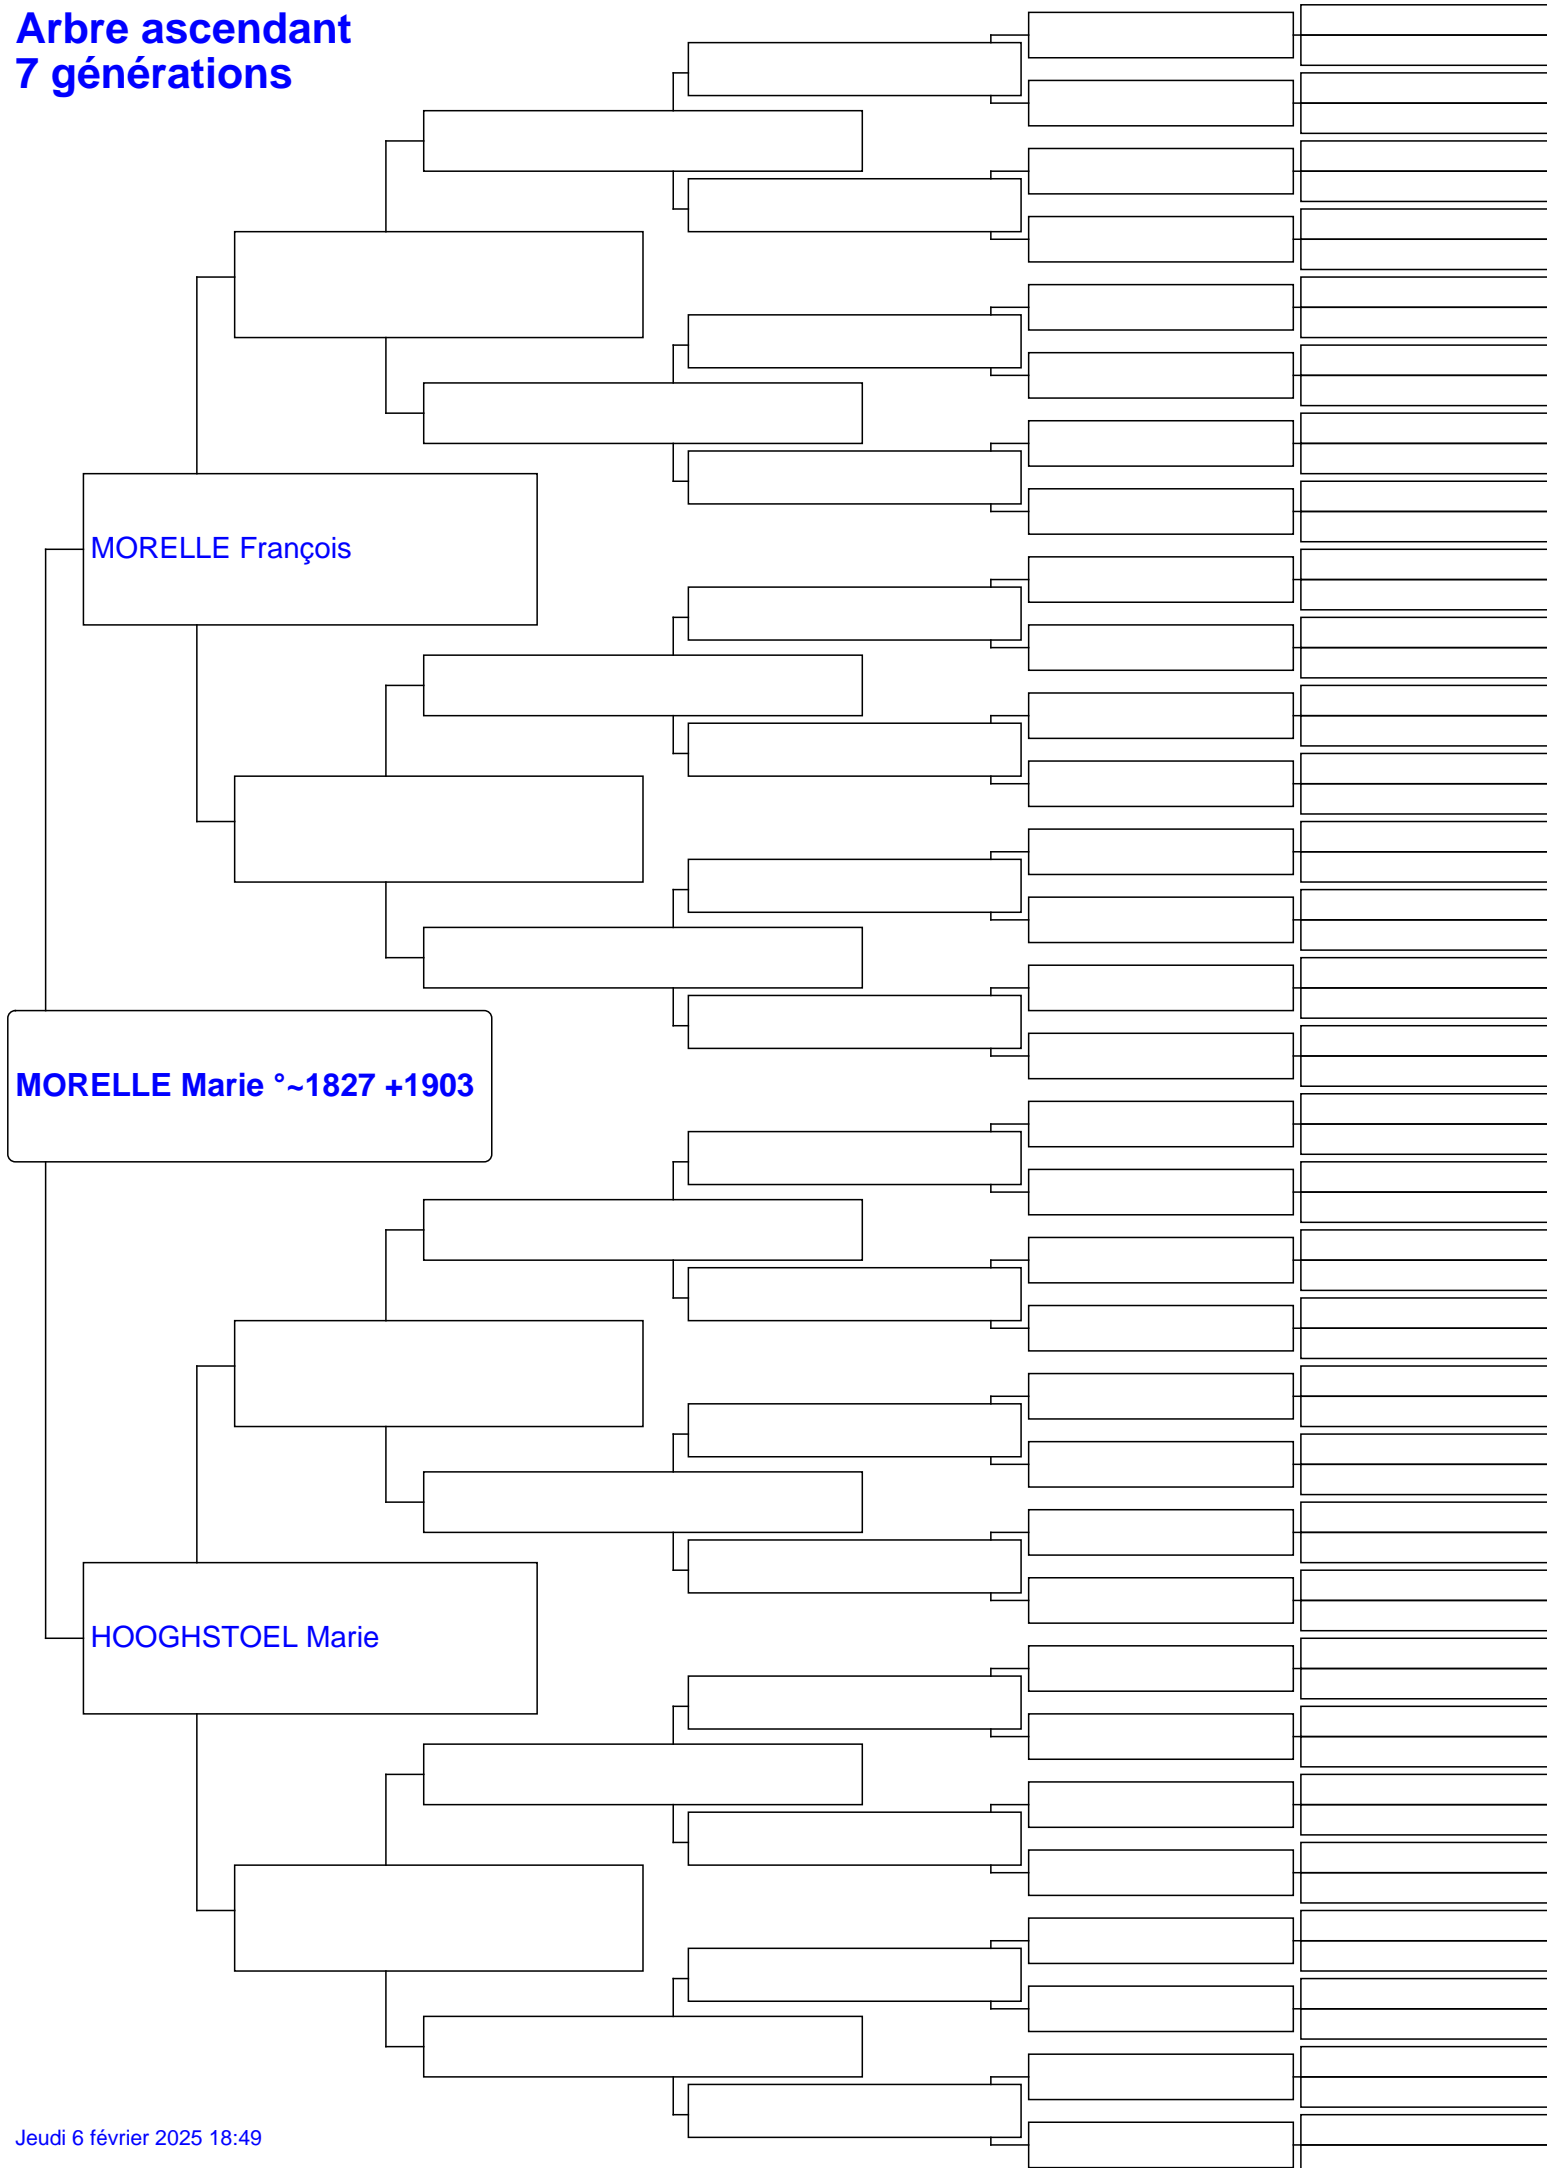 Arbre ascendant
7 générations
MORELLE François
MORELLE Marie °~1827 +1903
HOOGHSTOEL Marie
Jeudi 6 février 2025 18:49